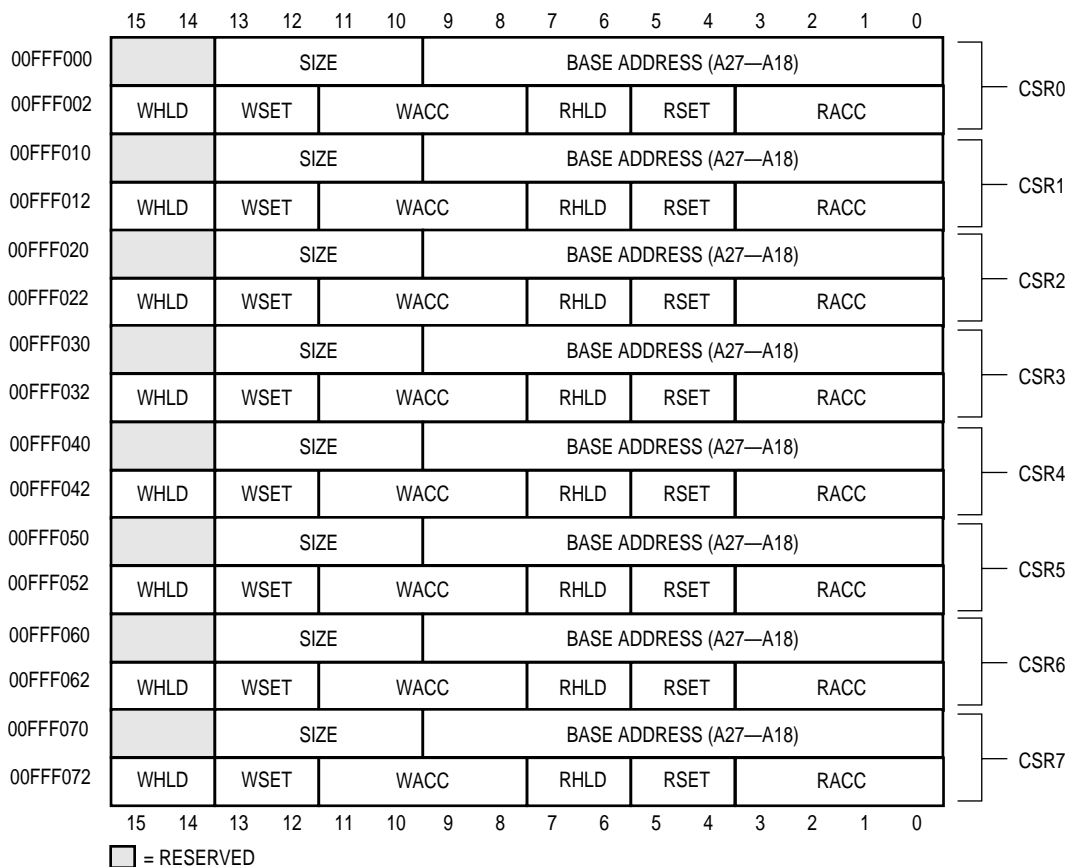 15 14 13 12 11 10 9 8 7 6 5 4 3 2 1 0
00FFF000 SIZE BASE ADDRESS (A27—A18)
CSR0
00FFF002 WHLD WSET WACC RHLD RSET RACC
00FFF010 SIZE BASE ADDRESS (A27—A18)
CSR1
00FFF012 WHLD WSET WACC RHLD RSET RACC
00FFF020 SIZE BASE ADDRESS (A27—A18)
CSR2
00FFF022 WHLD WSET WACC RHLD RSET RACC
00FFF030 SIZE BASE ADDRESS (A27—A18)
CSR3
00FFF032 WHLD WSET WACC RHLD RSET RACC
00FFF040 SIZE BASE ADDRESS (A27—A18)
CSR4
00FFF042 WHLD WSET WACC RHLD RSET RACC
00FFF050 SIZE BASE ADDRESS (A27—A18)
CSR5
00FFF052 WHLD WSET WACC RHLD RSET RACC
00FFF060 SIZE BASE ADDRESS (A27—A18)
CSR6
00FFF062 WHLD WSET WACC RHLD RSET RACC
00FFF070 SIZE BASE ADDRESS (A27—A18)
CSR7
00FFF072 WHLD WSET WACC RHLD RSET RACC
15 14 13 12 11 10 9 8 7 6 5 4 3 2 1 0
= RESERVED